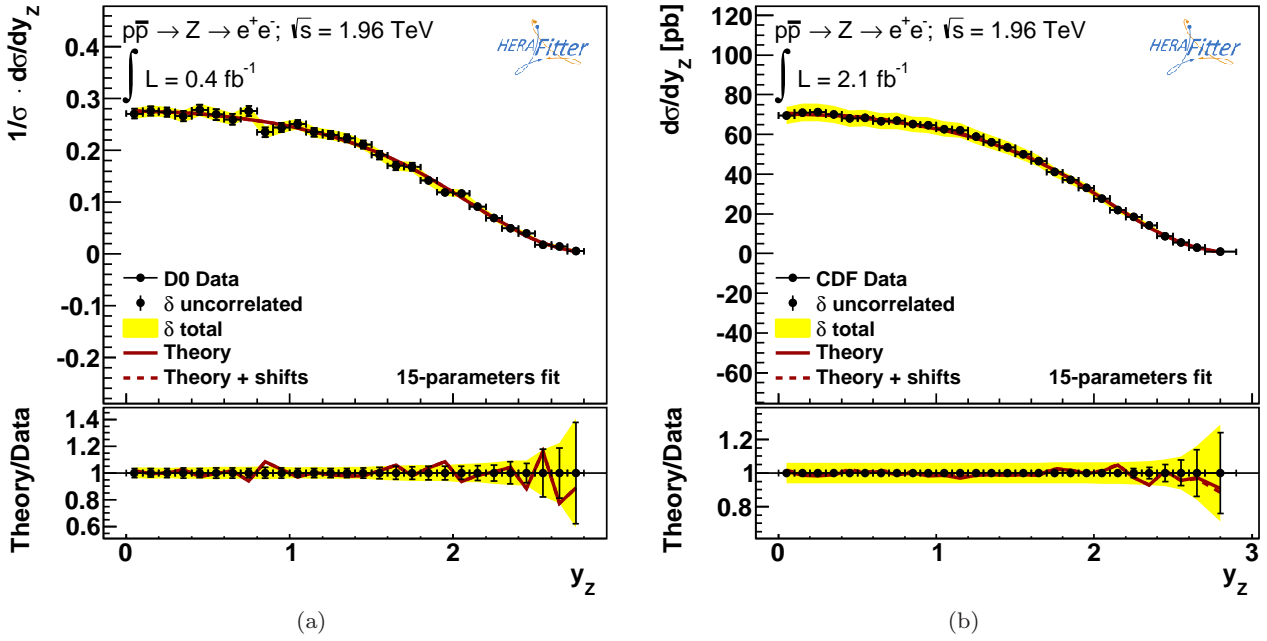 pp̅ → Z → e⁺e⁻; √s = 1.96 TeV
HERAFitter
∫ L = 0.4 fb⁻¹
1/σ · dσ/dy_Z
0.4
0.3
0.2
0.1
0
-0.1
-0.2
D0 Data
δ uncorrelated
δ total
Theory
Theory + shifts
15-parameters fit
Theory/Data
1.4
1.2
1
0.8
0.6
0 1 2
y_Z
(a)
pp̅ → Z → e⁺e⁻; √s = 1.96 TeV
HERAFitter
∫ L = 2.1 fb⁻¹
dσ/dy_Z [pb]
120
100
80
60
40
20
0
-20
-40
-60
CDF Data
δ uncorrelated
δ total
Theory
Theory + shifts
15-parameters fit
Theory/Data
1.2
1
0.8
0 1 2 3
y_Z
(b)